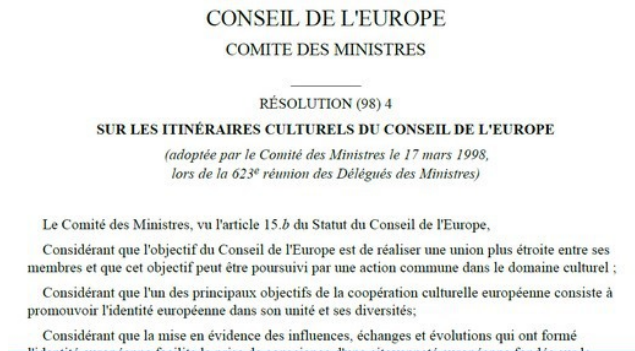 CONSEIL DE L'EUROPE
COMITE DES MINISTRES
RÉSOLUTION (98) 4
SUR LES ITINÉRAIRES CULTURELS DU CONSEIL DE L'EUROPE
(adoptée par le Comité des Ministres le 17 mars 1998,
lors de la 623e réunion des Délégués des Ministres)
Le Comité des Ministres, vu l'article 15.b du Statut du Conseil de l'Europe,
Considérant que l'objectif du Conseil de l'Europe est de réaliser une union plus étroite entre ses
membres et que cet objectif peut être poursuivi par une action commune dans le domaine culturel ;
Considérant que l'un des principaux objectifs de la coopération culturelle européenne consiste à
promouvoir l'identité européenne dans son unité et ses diversités;
Considérant que la mise en évidence des influences, échanges et évolutions qui ont formé